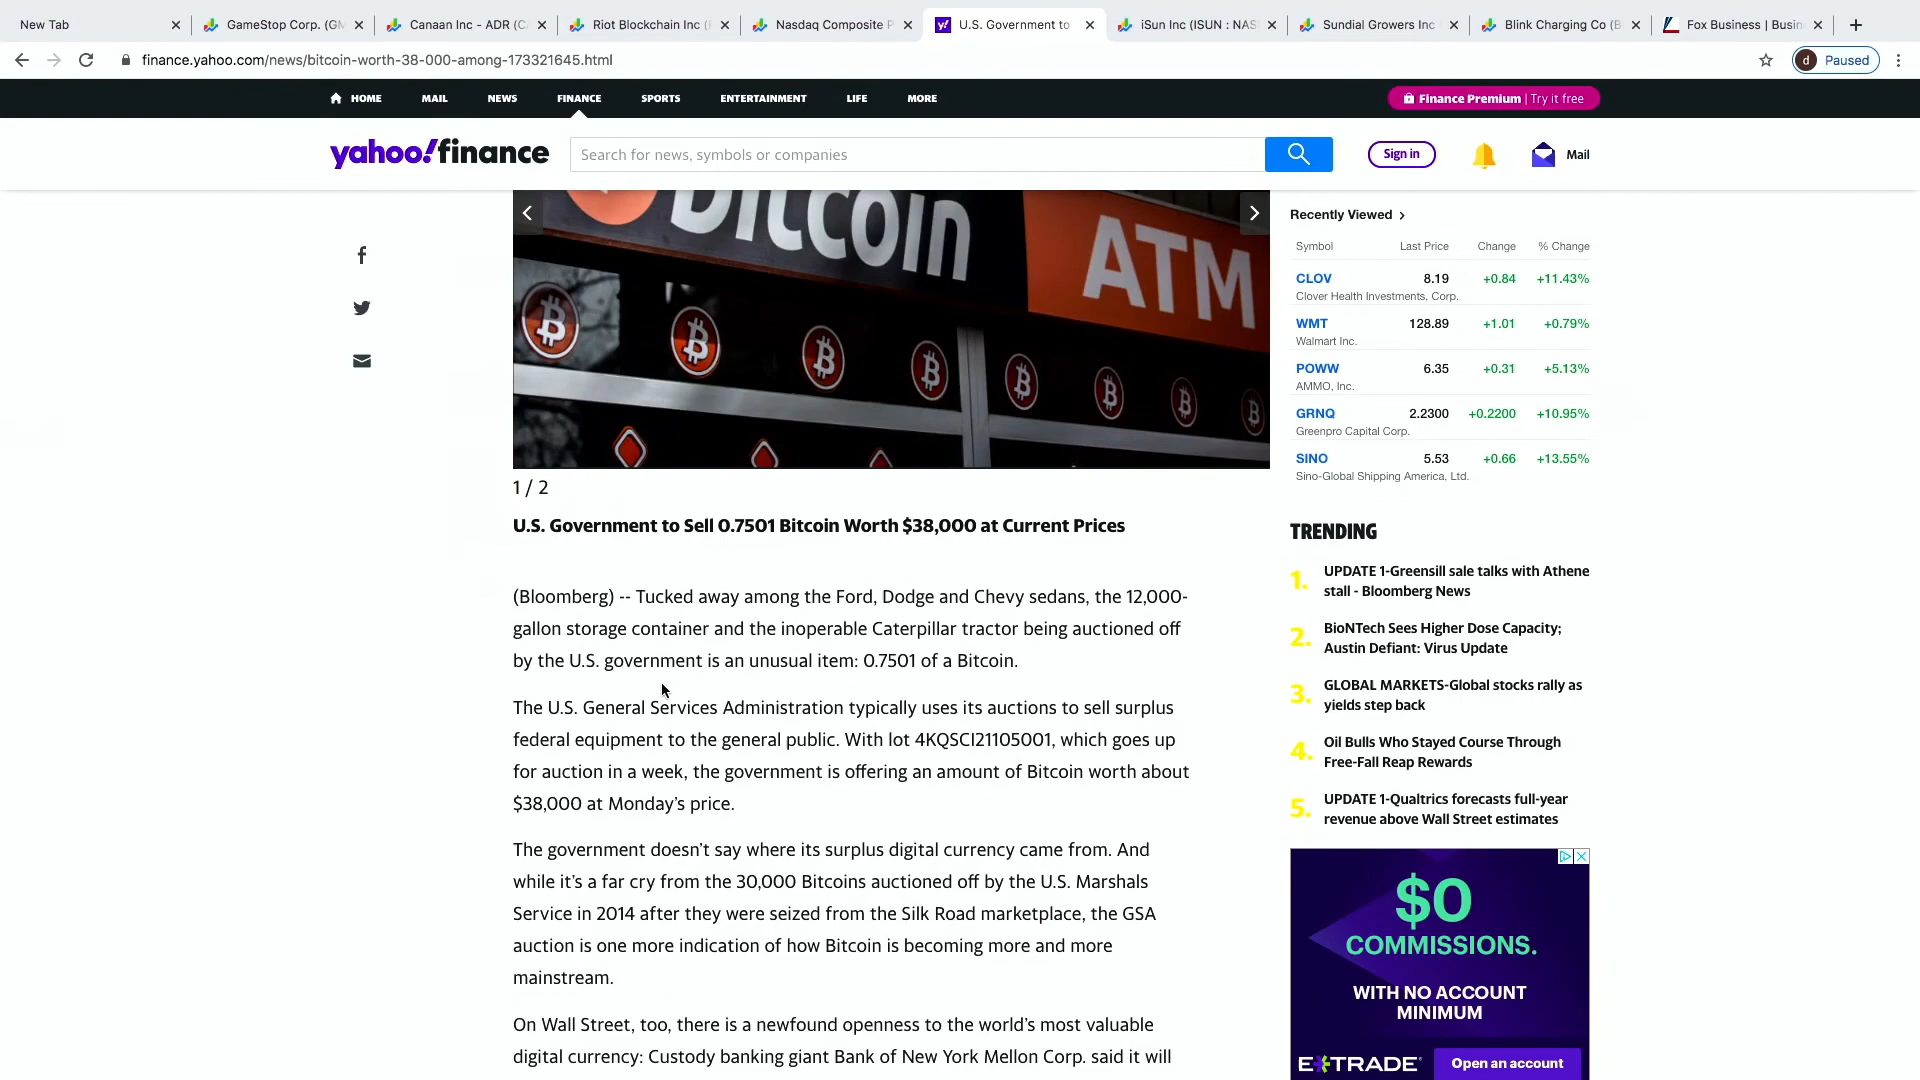 New Tab
GameStop Corp. (GM
Canaan Inc - ADR (CA
Riot Blockchain Inc (
Nasdaq Composite P
U.S. Government to
iSun Inc (ISUN : NAS
Sundial Growers Inc
Blink Charging Co (B
Fox Business | Busin
finance.yahoo.com/news/bitcoin-worth-38-000-among-173321645.html
d Paused
HOME MAIL NEWS FINANCE SPORTS ENTERTAINMENT LIFE MORE
Finance Premium | Try it free
yahoo!finance
Search for news, symbols or companies
Sign in
Mail
Bitcoin ATM
1 / 2
U.S. Government to Sell 0.7501 Bitcoin Worth $38,000 at Current Prices
(Bloomberg) -- Tucked away among the Ford, Dodge and Chevy sedans, the 12,000-
gallon storage container and the inoperable Caterpillar tractor being auctioned off
by the U.S. government is an unusual item: 0.7501 of a Bitcoin.
The U.S. General Services Administration typically uses its auctions to sell surplus
federal equipment to the general public. With lot 4KQSCI21105001, which goes up
for auction in a week, the government is offering an amount of Bitcoin worth about
$38,000 at Monday’s price.
The government doesn’t say where its surplus digital currency came from. And
while it’s a far cry from the 30,000 Bitcoins auctioned off by the U.S. Marshals
Service in 2014 after they were seized from the Silk Road marketplace, the GSA
auction is one more indication of how Bitcoin is becoming more and more
mainstream.
On Wall Street, too, there is a newfound openness to the world’s most valuable
digital currency: Custody banking giant Bank of New York Mellon Corp. said it will
Recently Viewed
Symbol Last Price Change % Change
CLOV 8.19 +0.84 +11.43%
Clover Health Investments, Corp.
WMT 128.89 +1.01 +0.79%
Walmart Inc.
POWW 6.35 +0.31 +5.13%
AMMO, Inc.
GRNQ 2.2300 +0.2200 +10.95%
Greenpro Capital Corp.
SINO 5.53 +0.66 +13.55%
Sino-Global Shipping America, Ltd.
TRENDING
1. UPDATE 1-Greensill sale talks with Athene
stall - Bloomberg News
2. BioNTech Sees Higher Dose Capacity;
Austin Defiant: Virus Update
3. GLOBAL MARKETS-Global stocks rally as
yields step back
4. Oil Bulls Who Stayed Course Through
Free-Fall Reap Rewards
5. UPDATE 1-Qualtrics forecasts full-year
revenue above Wall Street estimates
$0
COMMISSIONS.
WITH NO ACCOUNT
MINIMUM
E*TRADE Open an account